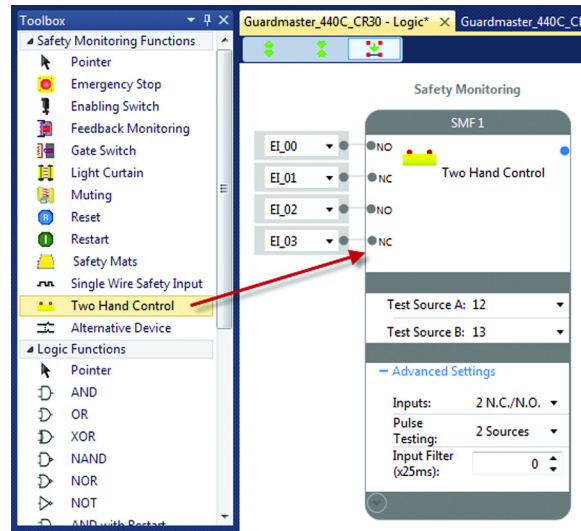 Toolbox
Safety Monitoring Functions
Pointer
Emergency Stop
Enabling Switch
Feedback Monitoring
Gate Switch
Light Curtain
Muting
R
Reset
Restart
Safety Mats
Single Wire Safety Input
Two Hand Control
Alternative Device
Logic Functions
Pointer
AND
OR
XOR
NAND
NOR
NOT
AND with Restart
Guardmaster_440C_CR30 - Logic*
Guardmaster_440C_CR
Safety Monitoring
SMF 1
EI_00
NO
Two Hand Control
EI_01
NC
EI_02
NO
EI_03
NC
Test Source A: 12
Test Source B: 13
Advanced Settings
Inputs: 2 N.C./N.O.
Pulse
Testing: 2 Sources
Input Filter
(x25ms): 0